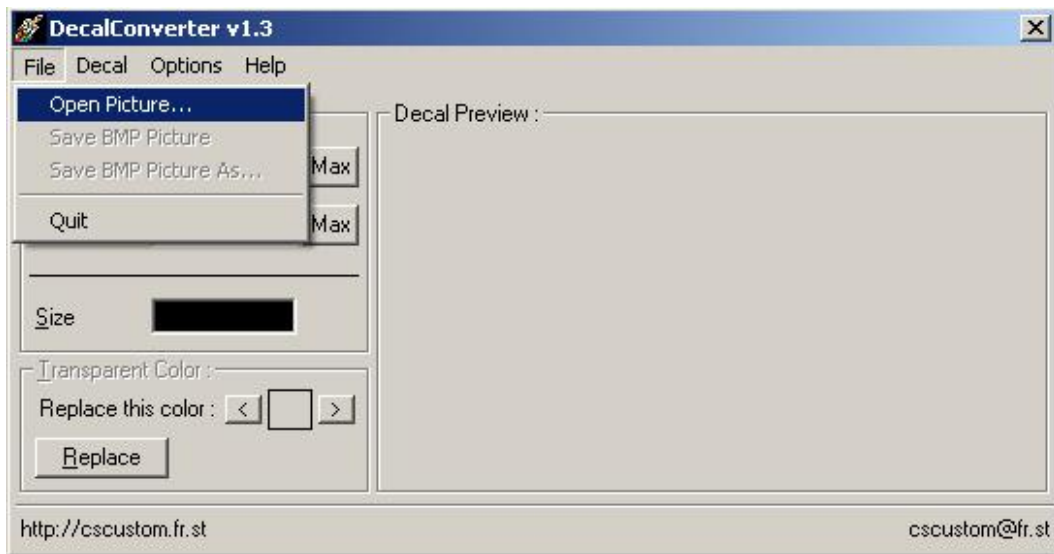 DecalConverter v1.3
File Decal Options Help
Open Picture...
Save BMP Picture
Save BMP Picture As...
Quit
Max
Max
Size
Transparent Color :
Replace this color : < >
Replace
Decal Preview :
http://cscustom.fr.st
cscustom@fr.st